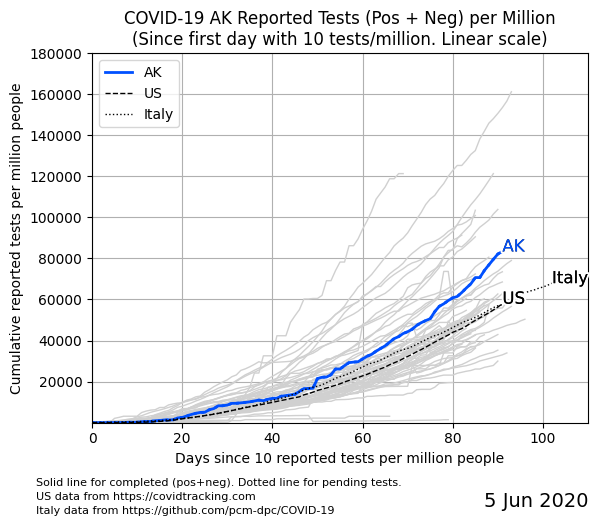 COVID-19 AK Reported Tests (Pos + Neg) per Million
(Since first day with 10 tests/million. Linear scale)
Cumulative reported tests per million people
180000
160000
140000
120000
100000
80000
60000
40000
20000
AK
US
Italy
AK
Italy
US
0 20 40 60 80 100
Days since 10 reported tests per million people
Solid line for completed (pos+neg). Dotted line for pending tests.
US data from https://covidtracking.com
Italy data from https://github.com/pcm-dpc/COVID-19
5 Jun 2020